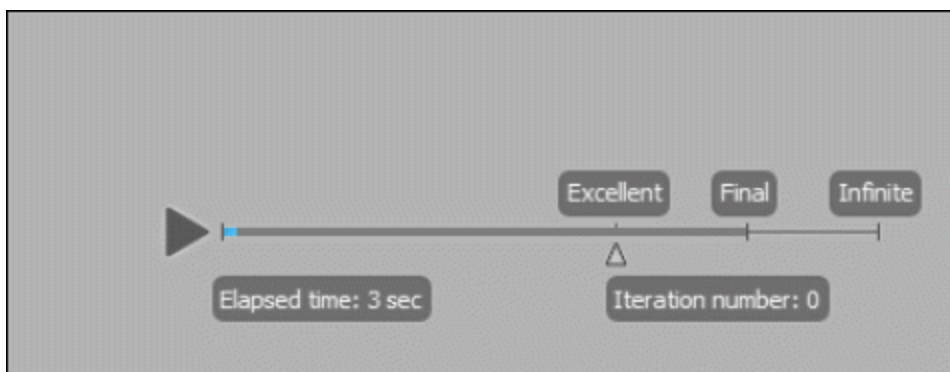 Excellent Final Infinite
Elapsed time: 3 sec Iteration number: 0